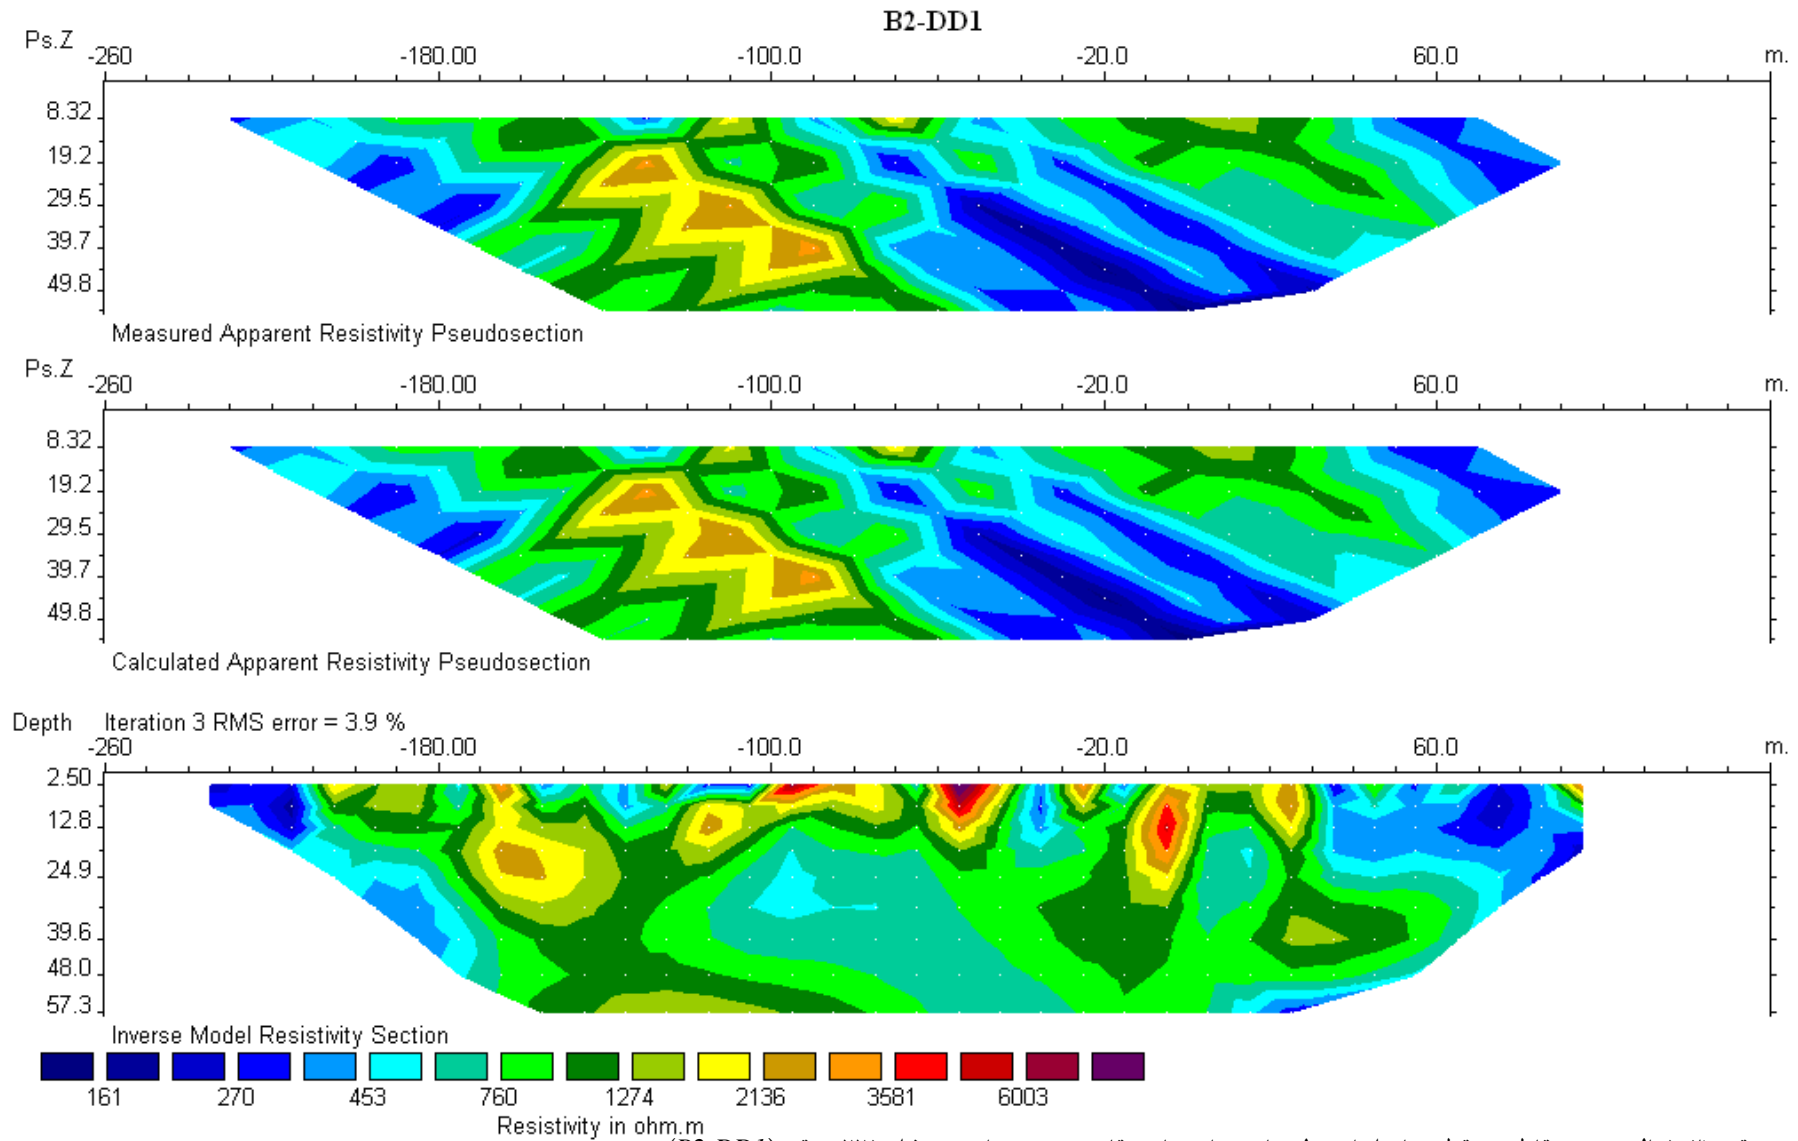 B2-DD1
Ps.Z
-260 -180.00 -100.0 -20.0 60.0 m.
8.32
19.2
29.5
39.7
49.8
Measured Apparent Resistivity Pseudosection
Ps.Z
-260 -180.00 -100.0 -20.0 60.0 m.
8.32
19.2
29.5
39.7
49.8
Calculated Apparent Resistivity Pseudosection
Depth Iteration 3 RMS error = 3.9 %
-260 -180.00 -100.0 -20.0 60.0 m.
2.50
12.8
24.9
39.6
48.0
57.3
Inverse Model Resistivity Section
161 270 453 760 1274 2136 3581 6003
Resistivity in ohm.m
(B2-DD1)